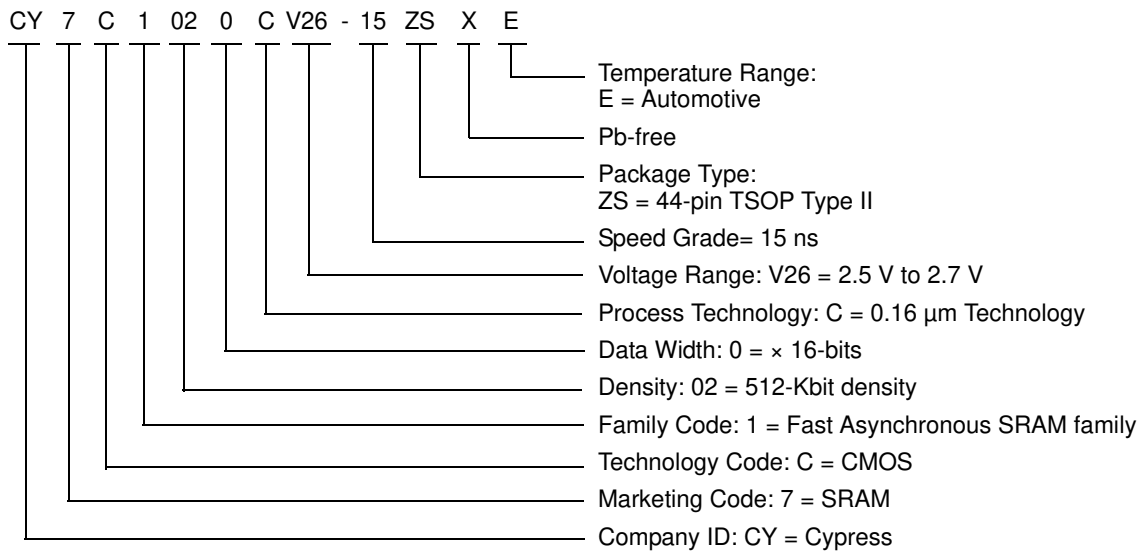 CY 7 C 1 02 0 C V26 - 15 ZS X E
Temperature Range:
E = Automotive
Pb-free
Package Type:
ZS = 44-pin TSOP Type II
Speed Grade= 15 ns
Voltage Range: V26 = 2.5 V to 2.7 V
Process Technology: C = 0.16 µm Technology
Data Width: 0 = × 16-bits
Density: 02 = 512-Kbit density
Family Code: 1 = Fast Asynchronous SRAM family
Technology Code: C = CMOS
Marketing Code: 7 = SRAM
Company ID: CY = Cypress